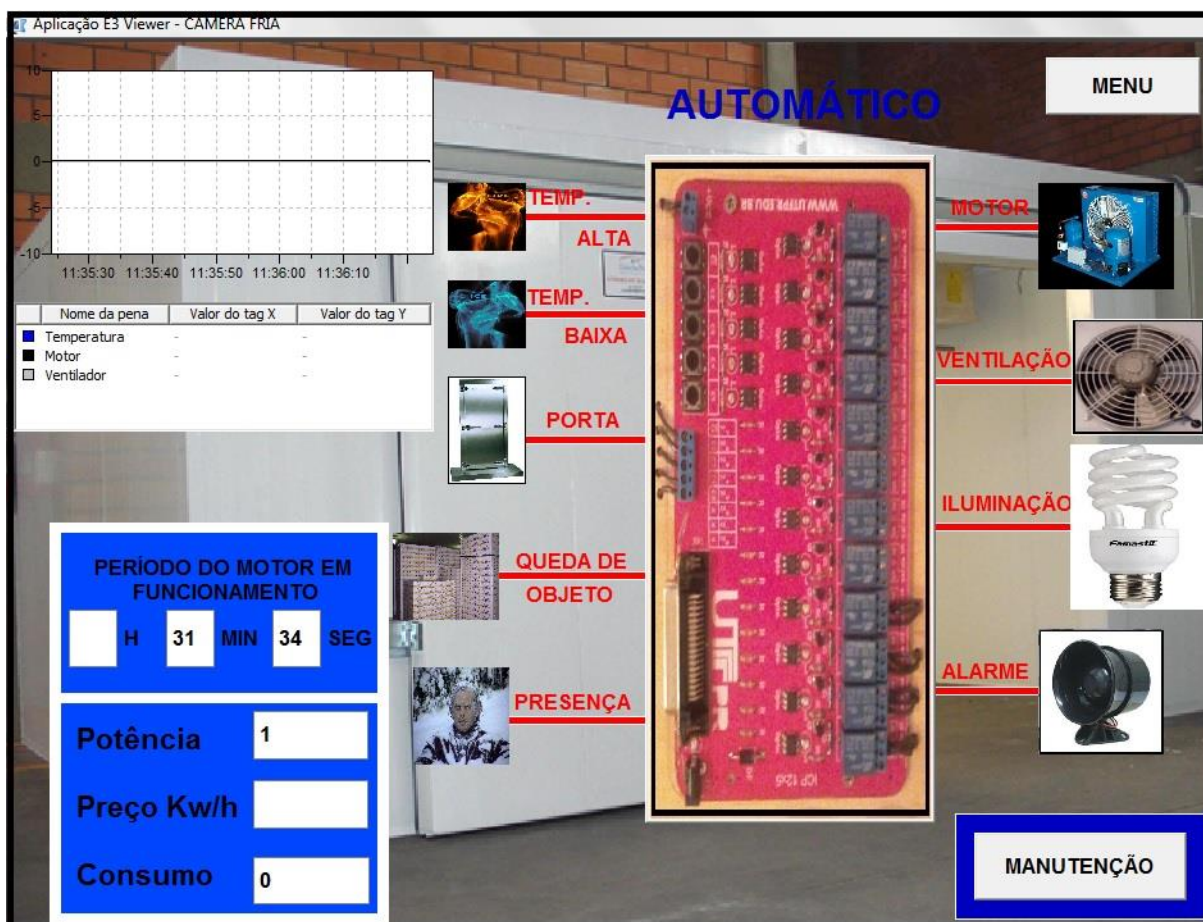 Aplicação E3 Viewer - CAMERA FRIA
MENU
AUTOMÁTICO
10
5
0
-5
-10
11:35:30 11:35:40 11:35:50 11:36:00 11:36:10
Nome da pena Valor do tag X Valor do tag Y
Temperatura - -
Motor - -
Ventilador - -
TEMP.
ALTA
TEMP.
BAIXA
PORTA
QUEDA DE
OBJETO
PRESENÇA
WWW.UTFPR.EDU.BR
UTFPR
ICP 12x6
MOTOR
VENTILAÇÃO
ILUMINAÇÃO
ALARME
PERÍODO DO MOTOR EM
FUNCIONAMENTO
H 31 MIN 34 SEG
Potência 1
Preço Kw/h
Consumo 0
MANUTENÇÃO